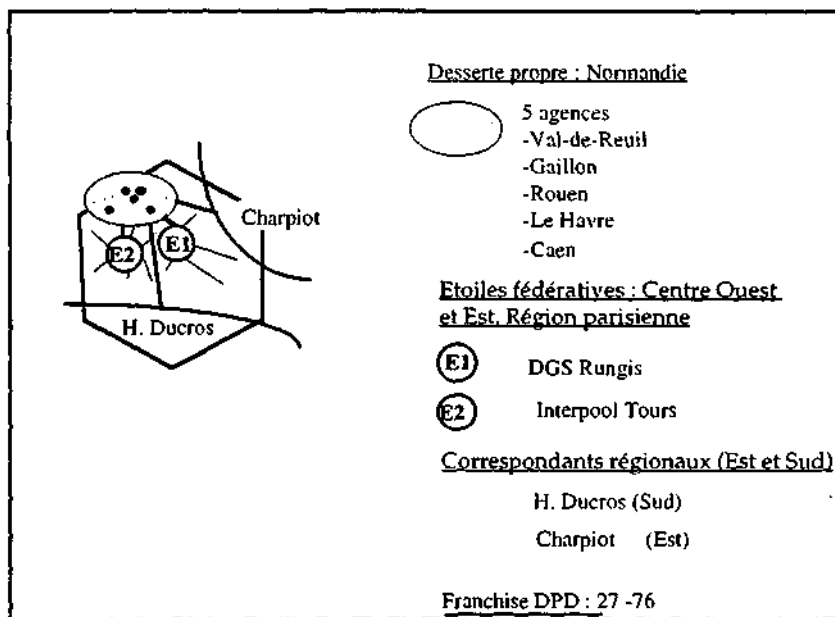 Desserte propre : Normandie
5 agences
-Val-de-Reuil
-Gaillon
-Rouen
-Le Havre
-Caen
Etoiles fédératives : Centre Ouest
et Est, Région parisienne
E1 DGS Rungis
E2 Interpool Tours
Correspondants régionaux (Est et Sud)
H. Ducros (Sud)
Charpiot (Est)
Franchise DPD : 27 -76
Charpiot
E2 E1
H. Ducros